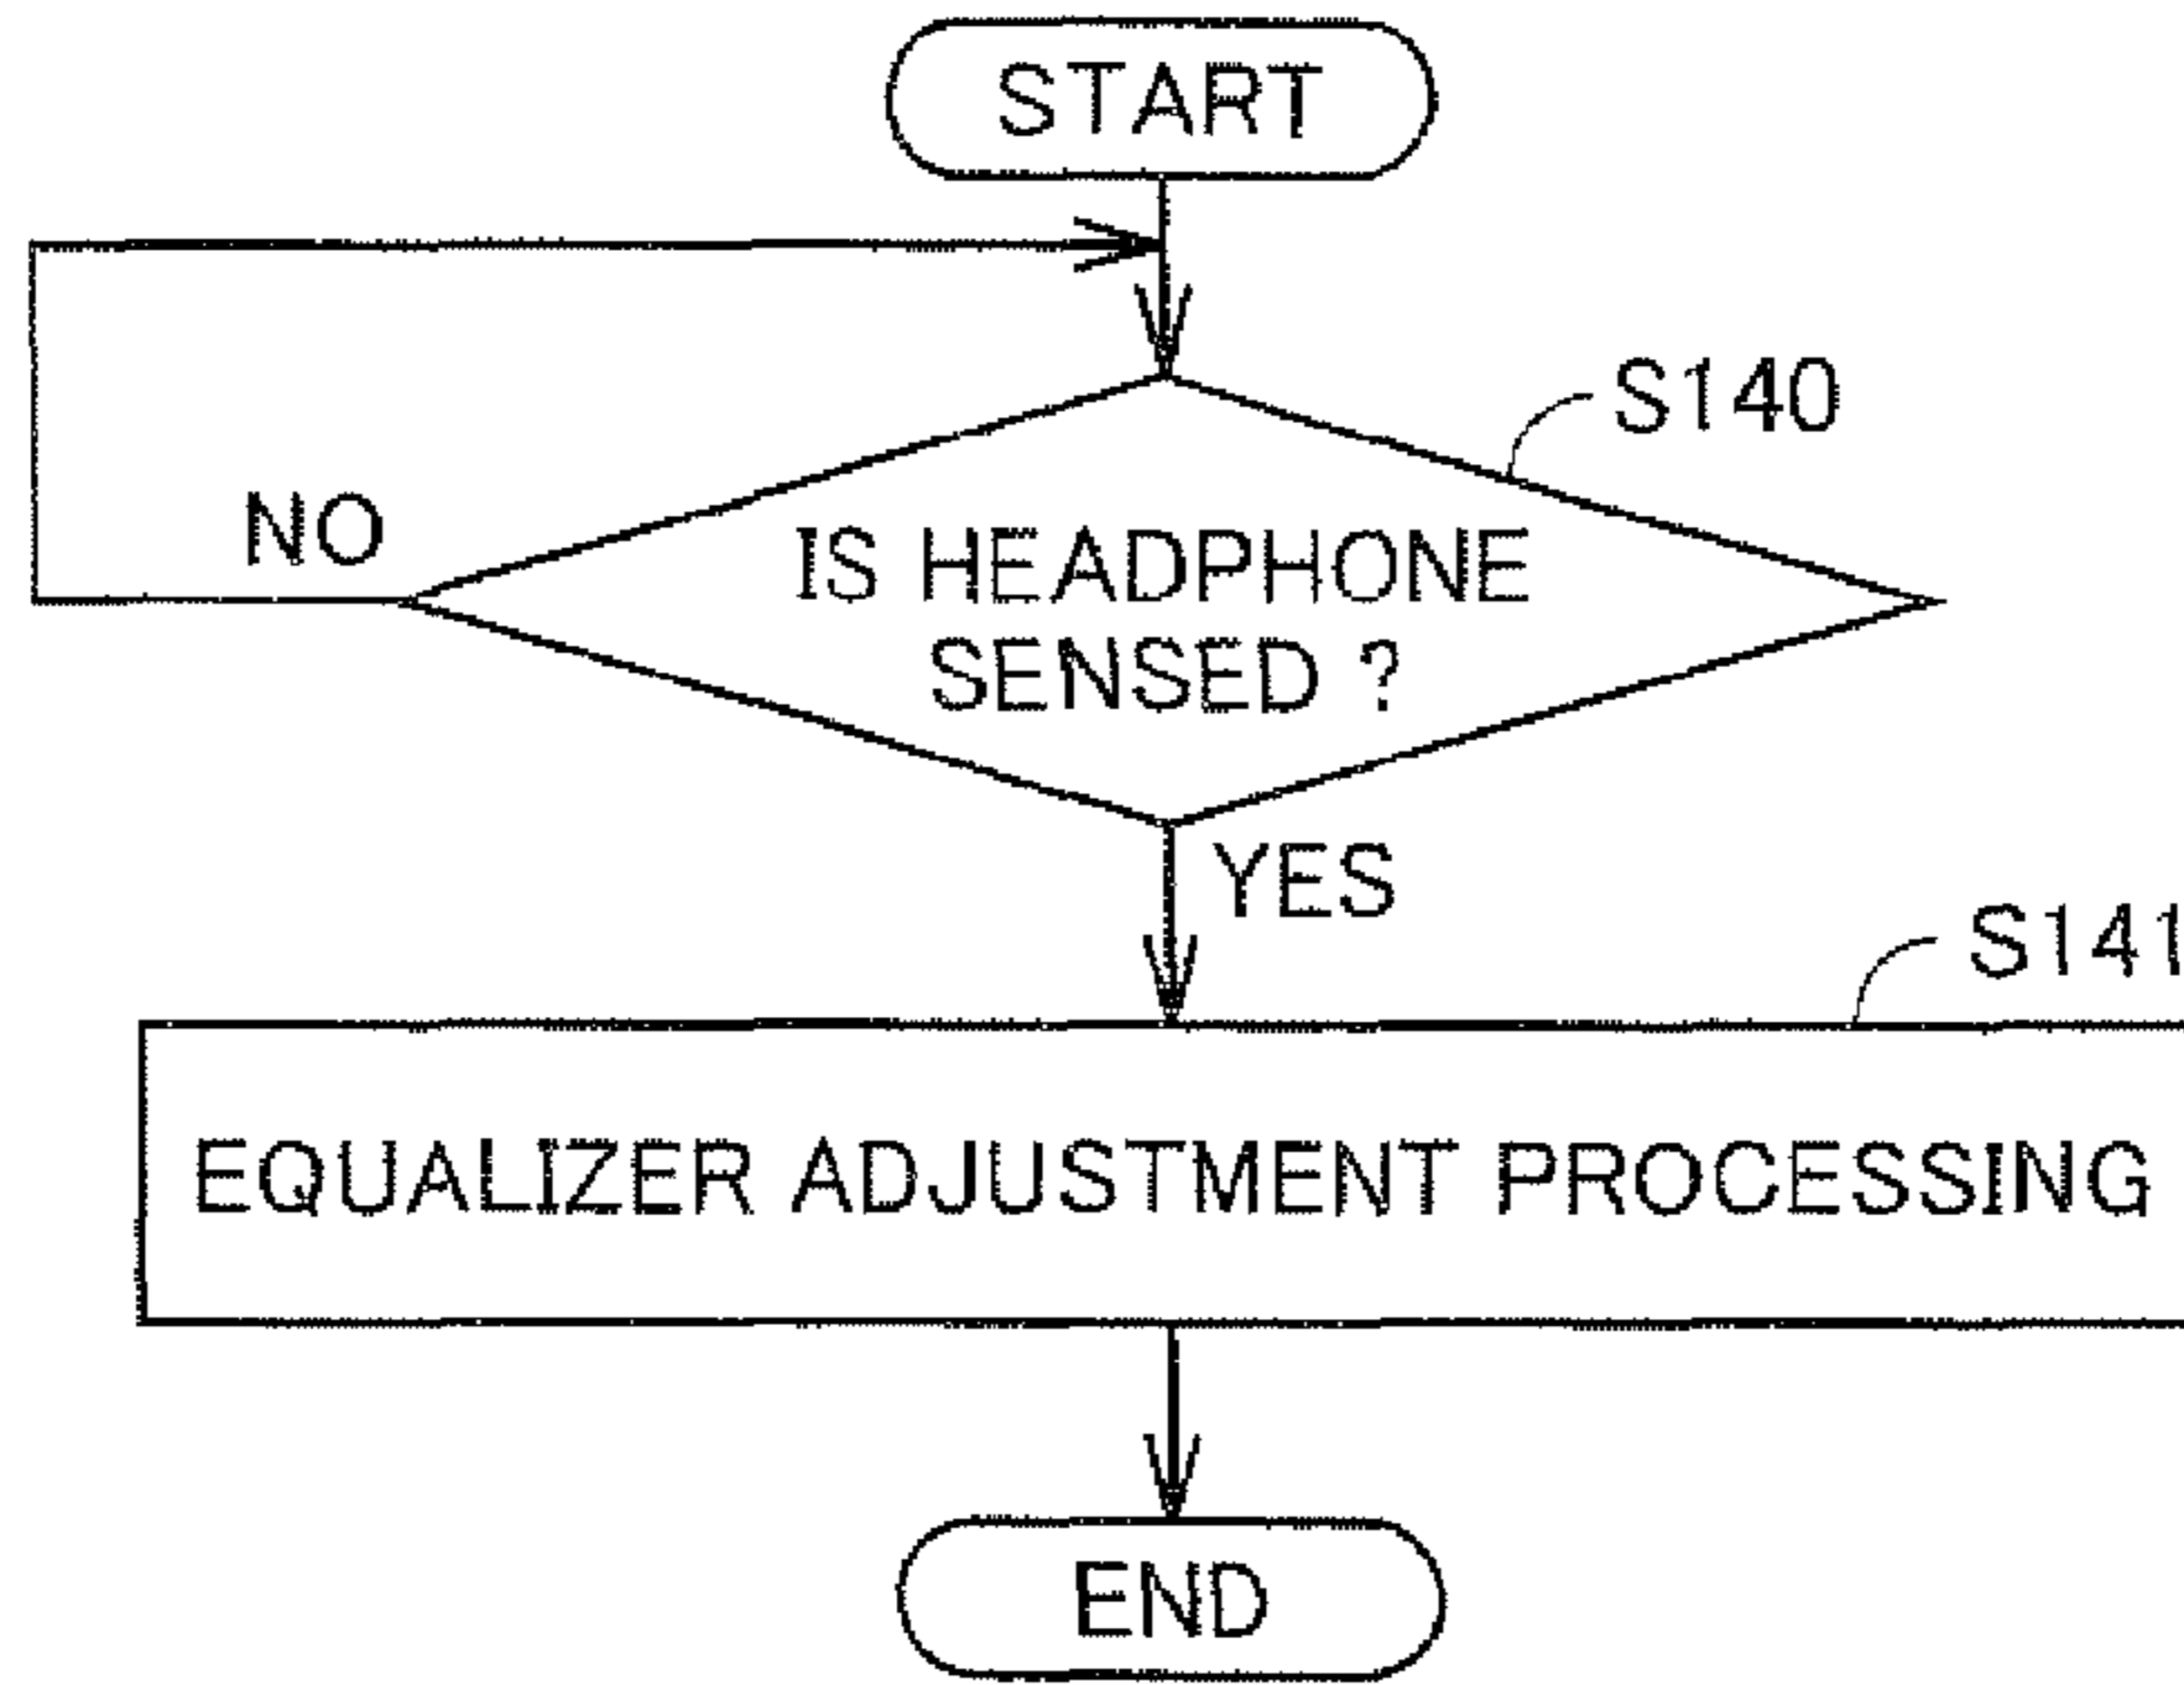 START
S140
NO
IS HEADPHONE
SENSED ?
YES
S141
EQUALIZER ADJUSTMENT PROCESSING
END